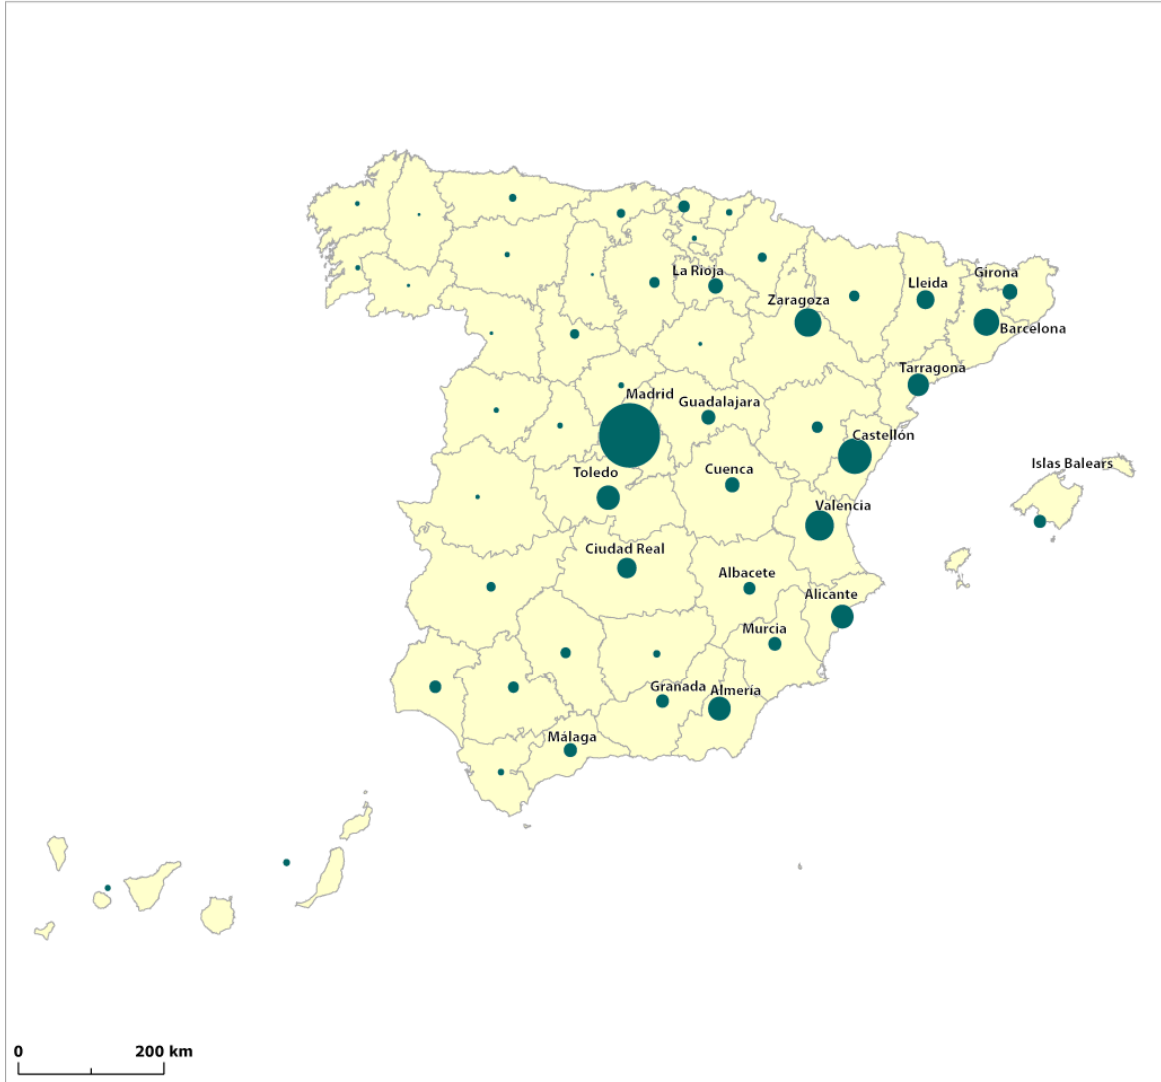 La Rioja
Girona
Lleida
Zaragoza
Barcelona
Tarragona
Madrid
Guadalajara
Castellón
Islas Balears
Toledo
Cuenca
Valencia
Ciudad Real
Albacete
Alicante
Murcia
Granada
Almería
Málaga
0
200 km